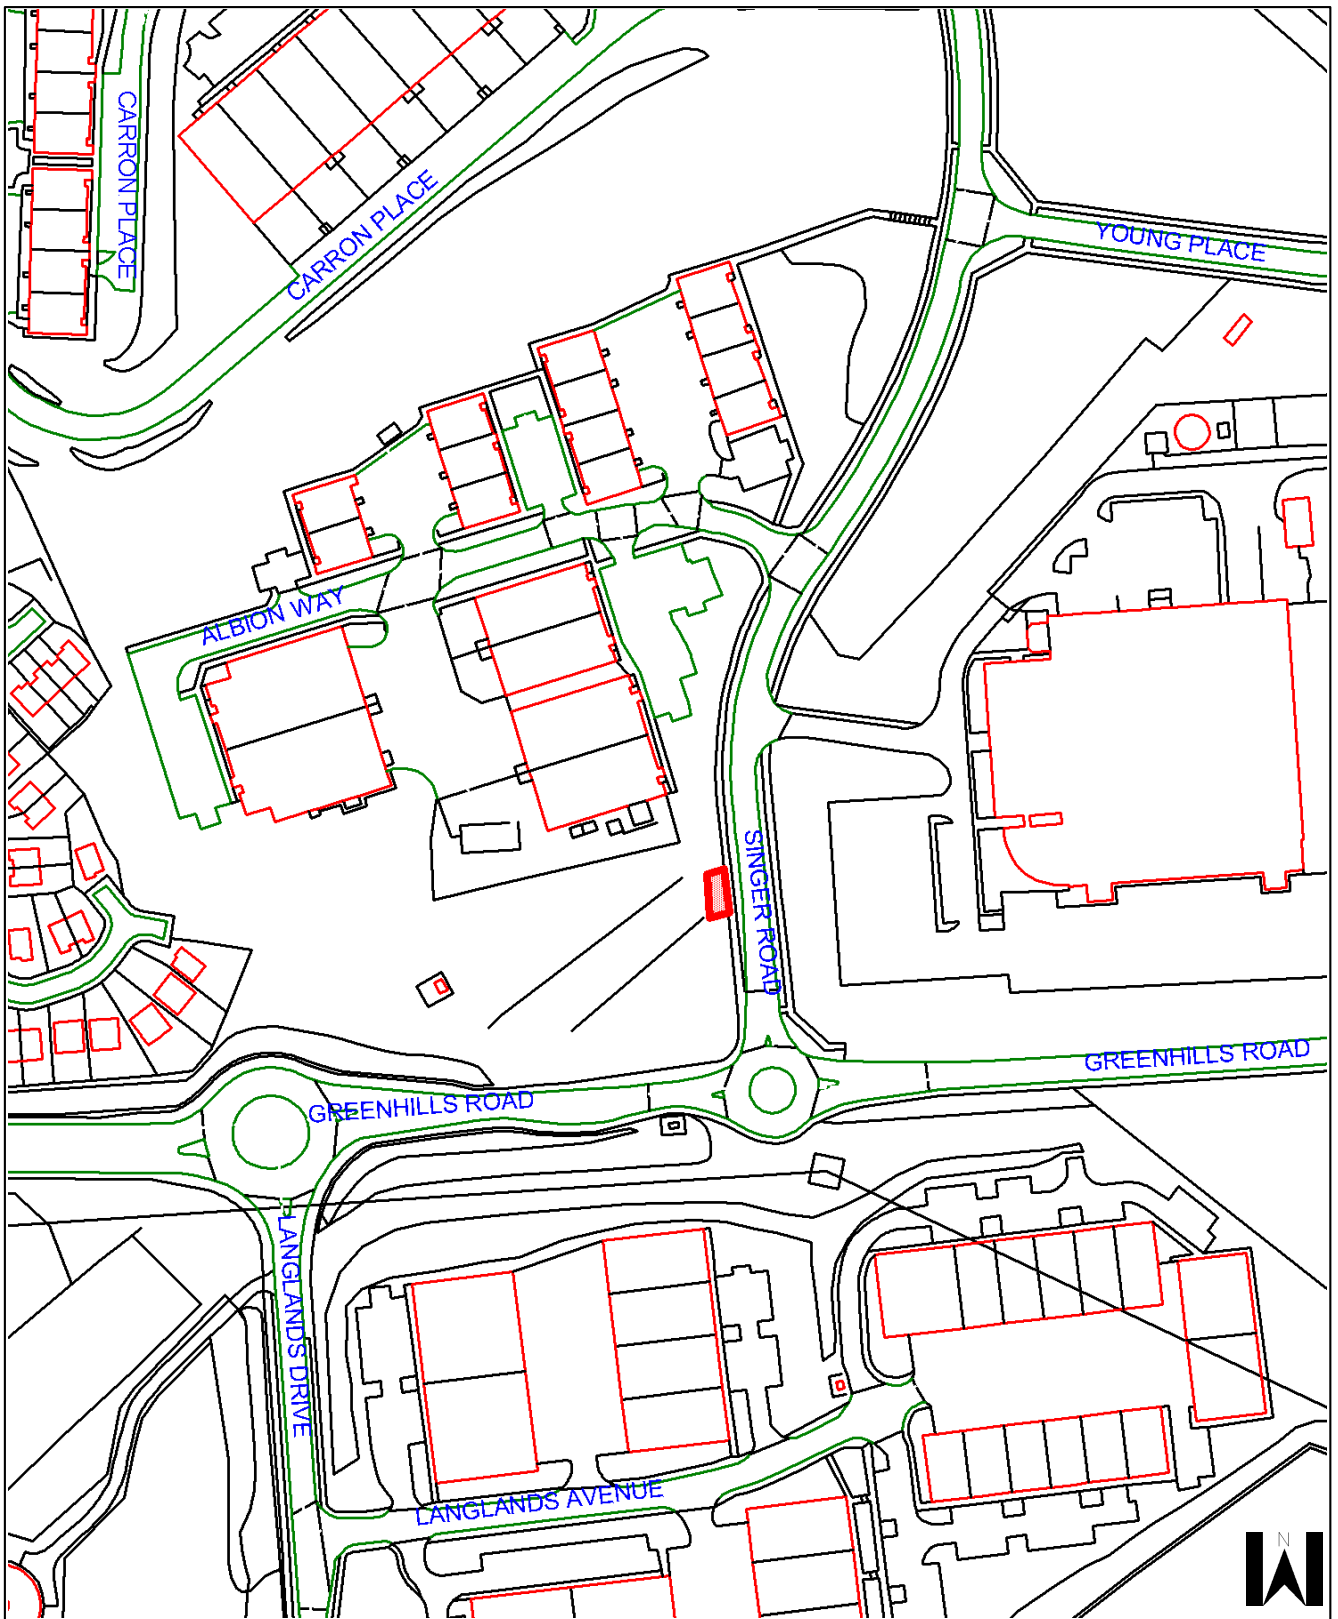 CARRON PLACE
CARRON PLACE
YOUNG PLACE
ALBION WAY
SINGER ROAD
GREENHILLS ROAD
GREENHILLS ROAD
LANGLANDS DRIVE
LANGLANDS AVENUE
N